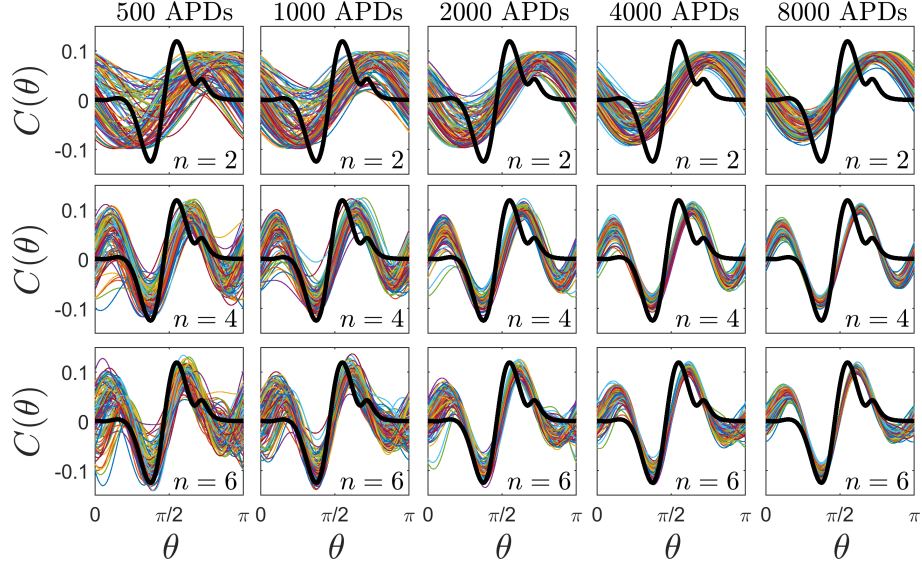 500 APDs 1000 APDs 2000 APDs 4000 APDs 8000 APDs
C(θ) 0.1 0 -0.1 n = 2 n = 2 n = 2 n = 2 n = 2
C(θ) 0.1 0 -0.1 n = 4 n = 4 n = 4 n = 4 n = 4
C(θ) 0.1 0 -0.1 n = 6 n = 6 n = 6 n = 6 n = 6
0 π/2 π 0 π/2 π 0 π/2 π 0 π/2 π 0 π/2 π
θ θ θ θ θ